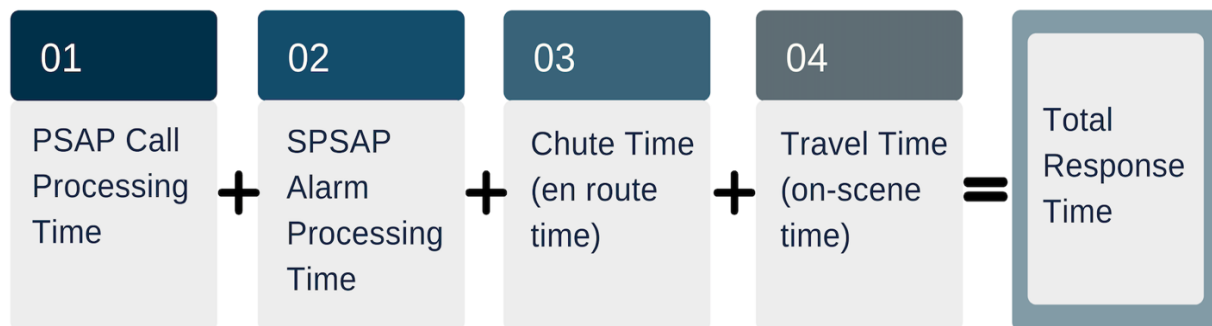 01
PSAP Call
Processing
Time
+
02
SPSAP
Alarm
Processing
Time
+
03
Chute Time
(en route
time)
+
04
Travel Time
(on-scene
time)
=
Total
Response
Time